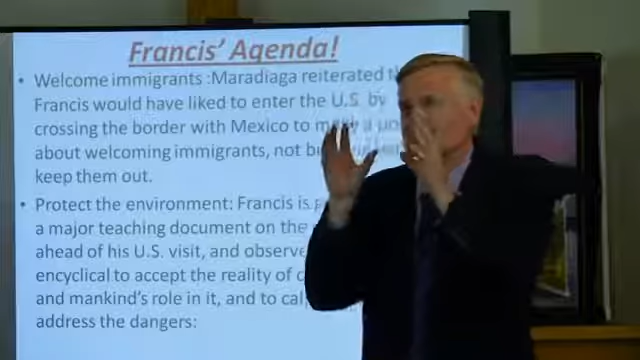 Francis' Agenda!
• Welcome immigrants :Maradiaga reiterated
Francis would have liked to enter the U.S. by
crossing the border with Mexico to a
about welcoming immigrants, not
keep them out.
• Protect the environment: Francis is
a major teaching document on the
ahead of his U.S. visit, and
encyclical to accept the reality of
and mankind's role in it, and to
address the dangers: